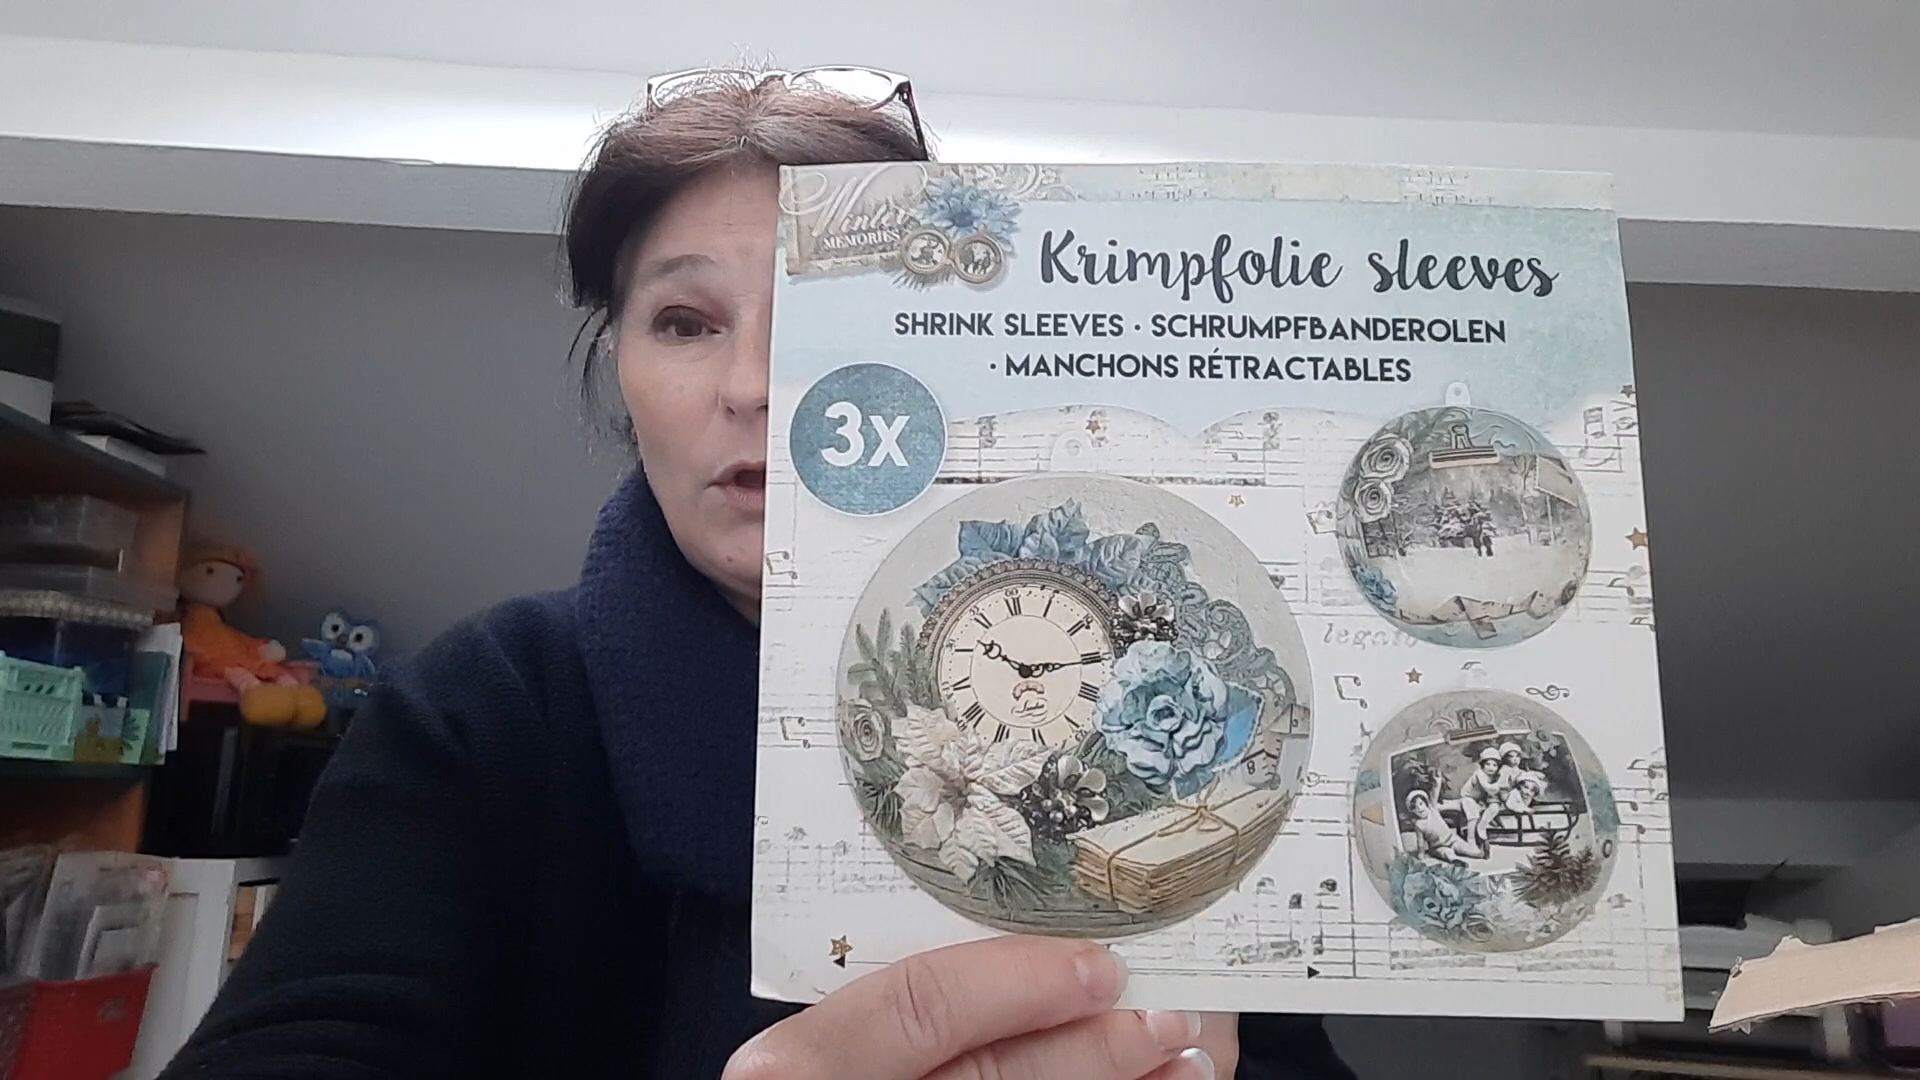 Winter
MEMORIES
Krimpfolie sleeves
SHRINK SLEEVES · SCHRUMPFBANDEROLEN
· MANCHONS RÉTRACTABLES
3x
legato